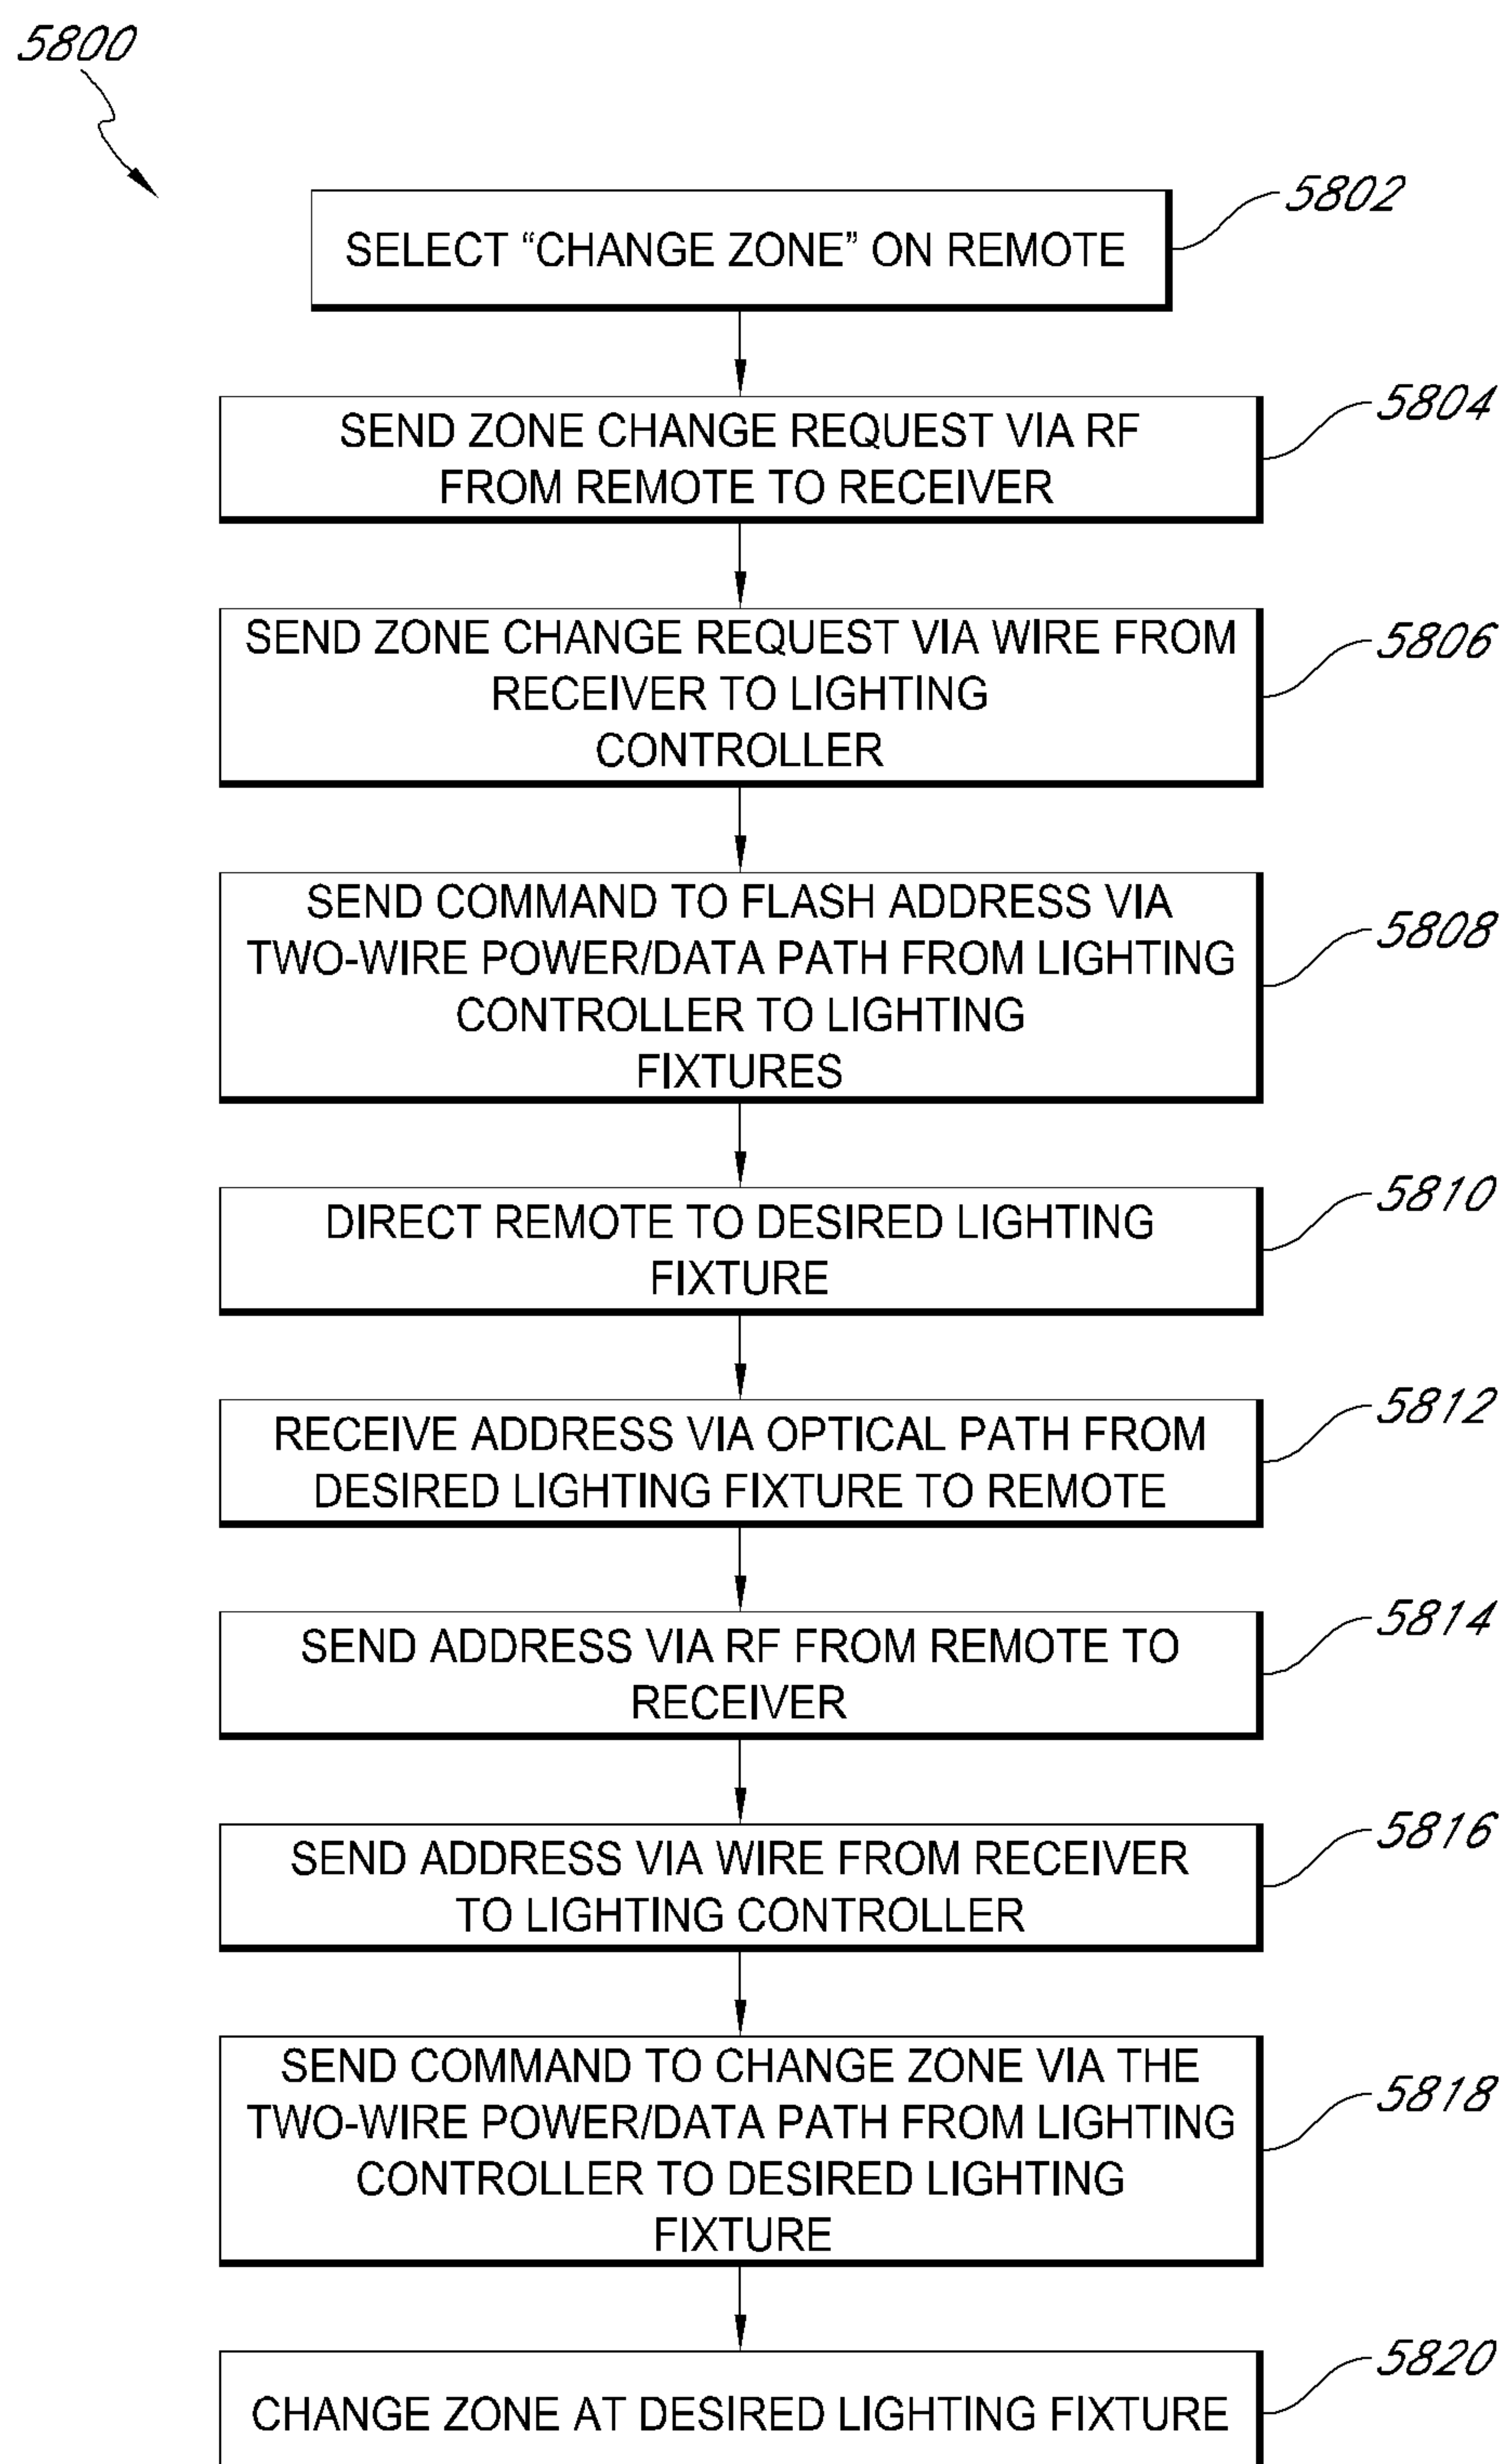 5800
SELECT “CHANGE ZONE” ON REMOTE
5802
SEND ZONE CHANGE REQUEST VIA RF
FROM REMOTE TO RECEIVER
5804
SEND ZONE CHANGE REQUEST VIA WIRE FROM
RECEIVER TO LIGHTING
CONTROLLER
5806
SEND COMMAND TO FLASH ADDRESS VIA
TWO-WIRE POWER/DATA PATH FROM LIGHTING
CONTROLLER TO LIGHTING
FIXTURES
5808
DIRECT REMOTE TO DESIRED LIGHTING
FIXTURE
5810
RECEIVE ADDRESS VIA OPTICAL PATH FROM
DESIRED LIGHTING FIXTURE TO REMOTE
5812
SEND ADDRESS VIA RF FROM REMOTE TO
RECEIVER
5814
SEND ADDRESS VIA WIRE FROM RECEIVER
TO LIGHTING CONTROLLER
5816
SEND COMMAND TO CHANGE ZONE VIA THE
TWO-WIRE POWER/DATA PATH FROM LIGHTING
CONTROLLER TO DESIRED LIGHTING
FIXTURE
5818
CHANGE ZONE AT DESIRED LIGHTING FIXTURE
5820